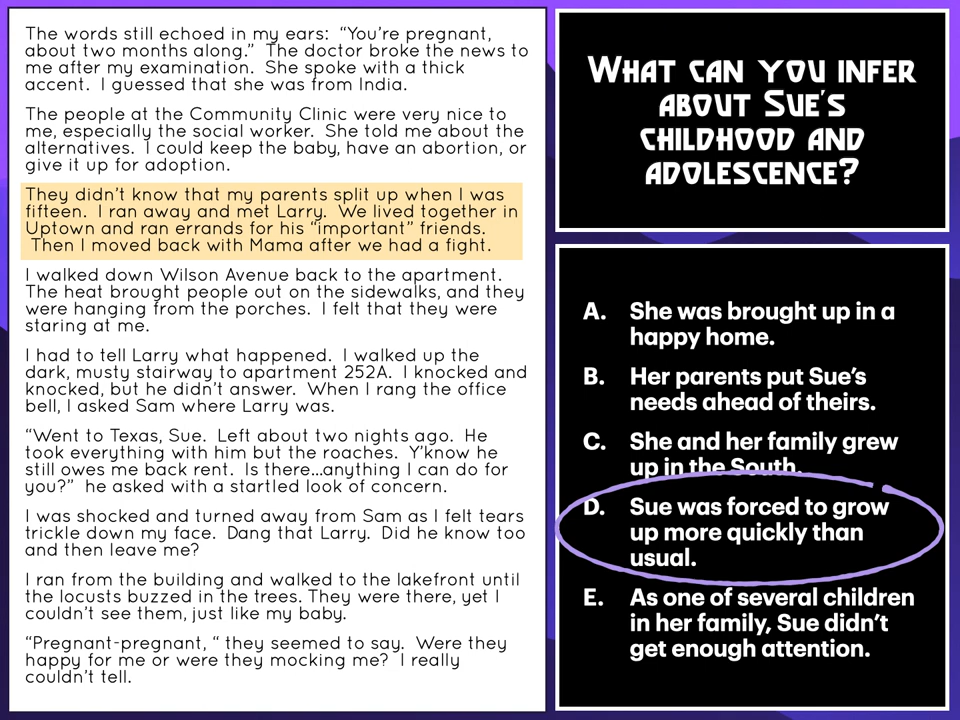 The words still echoed in my ears:  “You’re pregnant,
about two months along.”  The doctor broke the news to
me after my examination.  She spoke with a thick
accent.  I guessed that she was from India.
The people at the Community Clinic were very nice to
me, especially the social worker.  She told me about the
alternatives.  I could keep the baby, have an abortion, or
give it up for adoption.
They didn’t know that my parents split up when I was
fifteen.  I ran away and met Larry.  We lived together in
Uptown and ran errands for his “important” friends.
Then I moved back with Mama after we had a fight.
I walked down Wilson Avenue back to the apartment.
The heat brought people out on the sidewalks, and they
were hanging from the porches.  I felt that they were
staring at me.
I had to tell Larry what happened.  I walked up the
dark, musty stairway to apartment 252A.  I knocked and
knocked, but he didn’t answer.  When I rang the office
bell, I asked Sam where Larry was.
“Went to Texas, Sue.  Left about two nights ago.  He
took everything with him but the roaches.  Y’know he
still owes me back rent.  Is there...anything I can do for
you?”  he asked with a startled look of concern.
I was shocked and turned away from Sam as I felt tears
trickle down my face.  Dang that Larry.  Did he know too
and then leave me?
I ran from the building and walked to the lakefront until
the locusts buzzed in the trees. They were there, yet I
couldn’t see them, just like my baby.
“Pregnant-pregnant, “ they seemed to say.  Were they
happy for me or were they mocking me?  I really
couldn’t tell.
What can you infer
about Sue’s
childhood and
adolescence?
A. She was brought up in a
happy home.
B. Her parents put Sue’s
needs ahead of theirs.
C. She and her family grew
up in the South.
D. Sue was forced to grow
up more quickly than
usual.
E. As one of several children
in her family, Sue didn’t
get enough attention.